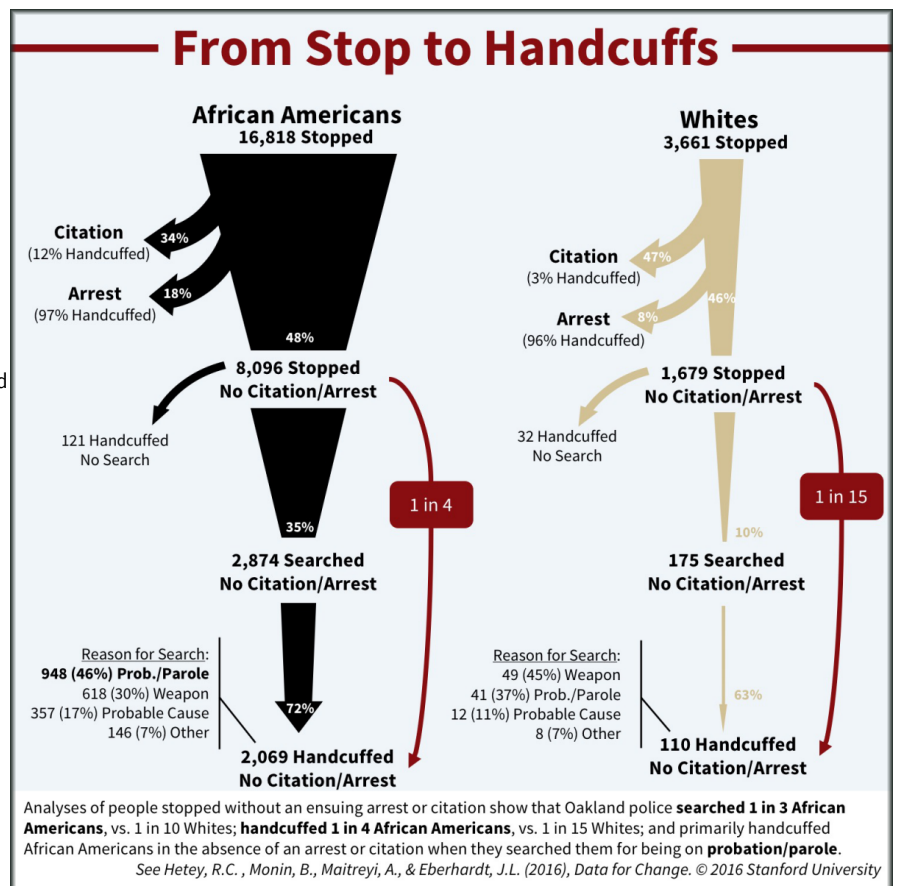 From Stop to Handcuffs
African Americans
16,818 Stopped
Citation
(12% Handcuffed)
34%
Arrest
(97% Handcuffed)
18%
48%
8,096 Stopped
No Citation/Arrest
121 Handcuffed
No Search
1 in 4
35%
2,874 Searched
No Citation/Arrest
Reason for Search:
948 (46%) Prob./Parole
618 (30%) Weapon
357 (17%) Probable Cause
146 (7%) Other
72%
2,069 Handcuffed
No Citation/Arrest
Whites
3,661 Stopped
Citation
(3% Handcuffed)
47%
Arrest
(96% Handcuffed)
8%
46%
1,679 Stopped
No Citation/Arrest
32 Handcuffed
No Search
1 in 15
10%
175 Searched
No Citation/Arrest
Reason for Search:
49 (45%) Weapon
41 (37%) Prob./Parole
12 (11%) Probable Cause
8 (7%) Other
63%
110 Handcuffed
No Citation/Arrest
Analyses of people stopped without an ensuing arrest or citation show that Oakland police searched 1 in 3 African
Americans, vs. 1 in 10 Whites; handcuffed 1 in 4 African Americans, vs. 1 in 15 Whites; and primarily handcuffed
African Americans in the absence of an arrest or citation when they searched them for being on probation/parole.
See Hetey, R.C. , Monin, B., Maitreyi, A., & Eberhardt, J.L. (2016), Data for Change. © 2016 Stanford University